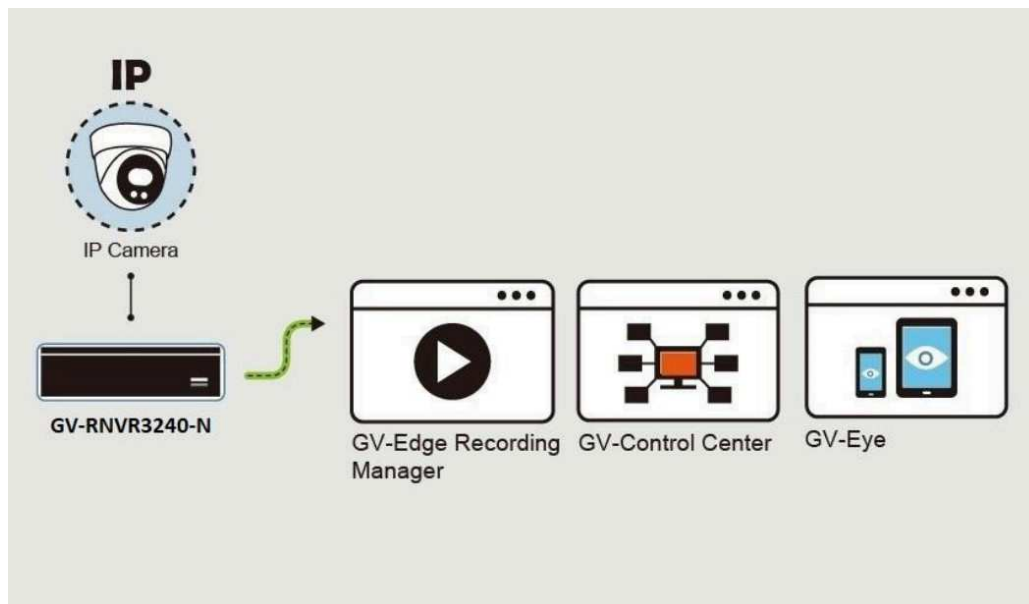 IP
IP Camera
GV-RNVR3240-N
GV-Edge Recording
Manager
GV-Control Center
GV-Eye